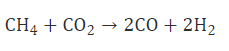 CH₄ + CO₂ → 2CO + 2H₂